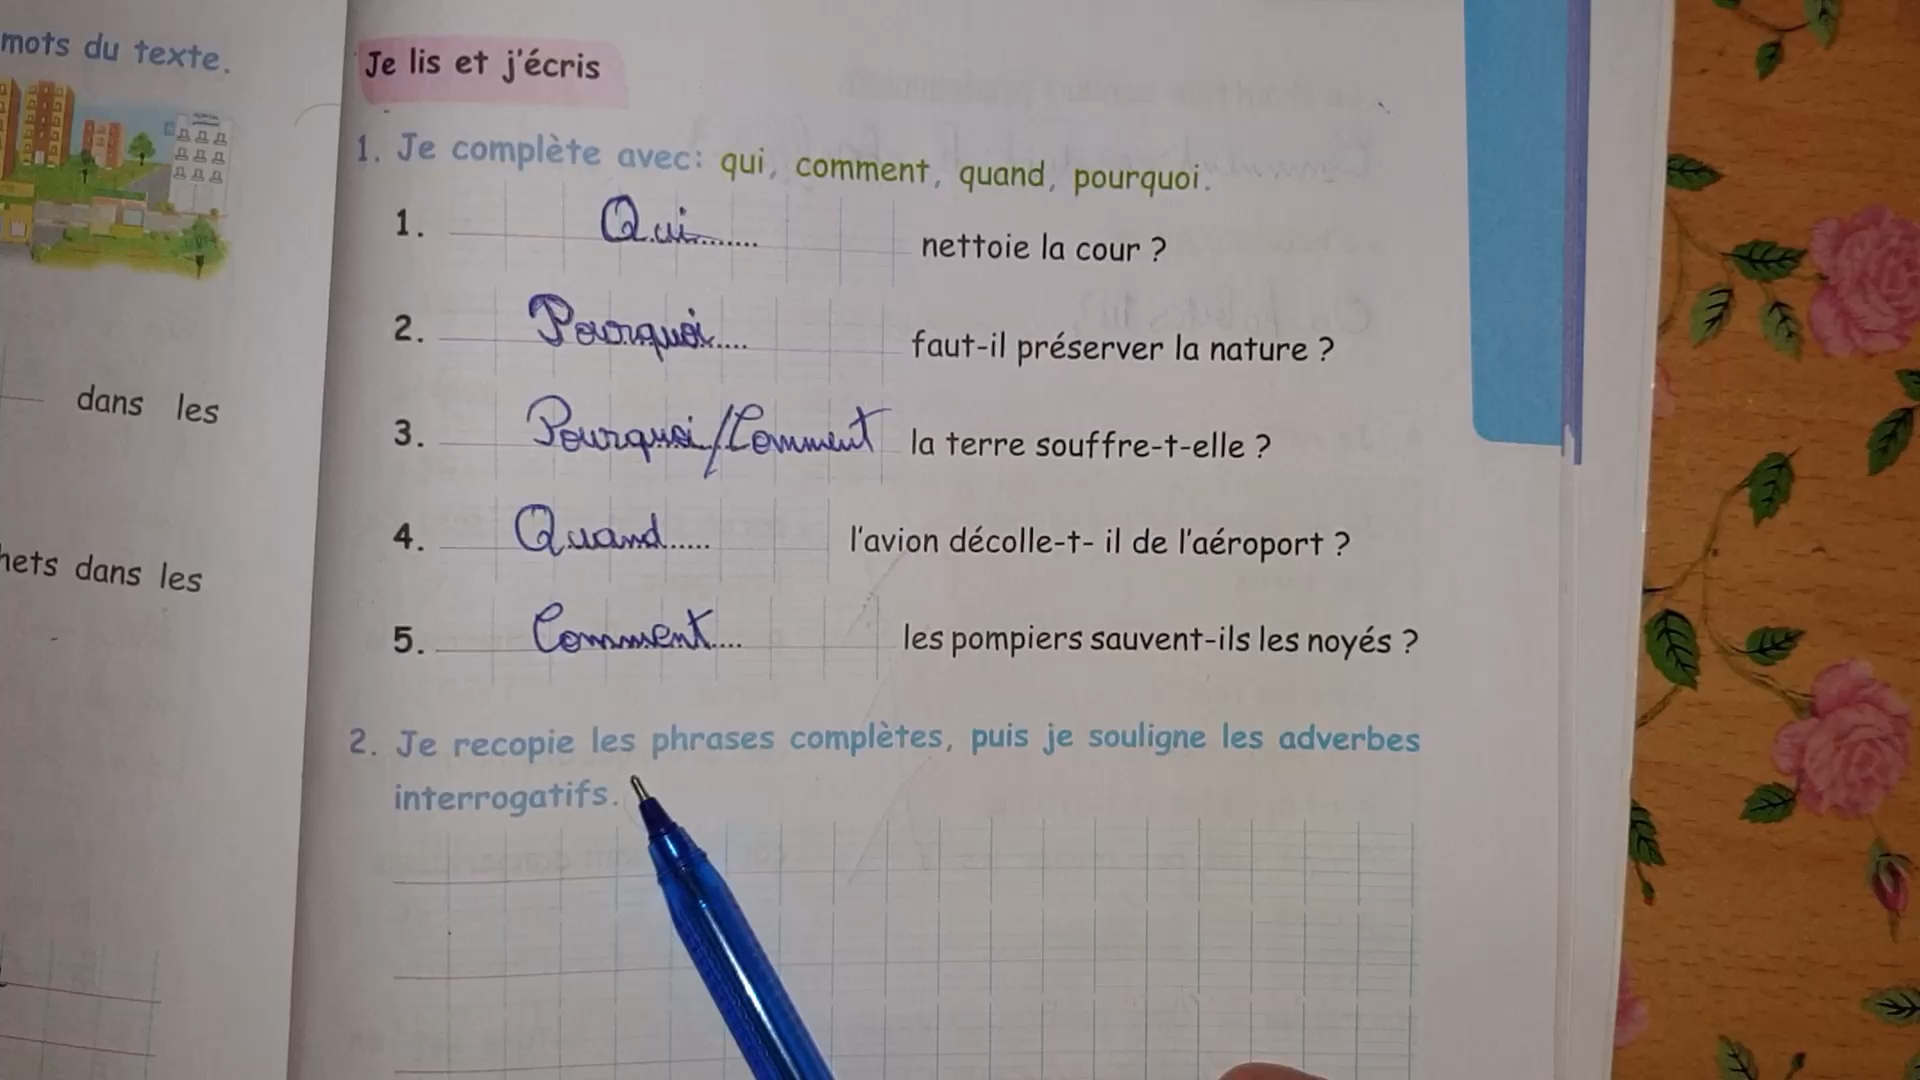 mots du texte.
dans les
hets dans les
Je lis et j'écris
1. Je complète avec: qui, comment, quand, pourquoi.
1. Qui........ nettoie la cour ?
2. Pourquoi.... faut-il préserver la nature ?
3. Pourquoi/Comment la terre souffre-t-elle ?
4. Quand..... l'avion décolle-t- il de l'aéroport ?
5. Comment.... les pompiers sauvent-ils les noyés ?
2. Je recopie les phrases complètes, puis je souligne les adverbes
interrogatifs.